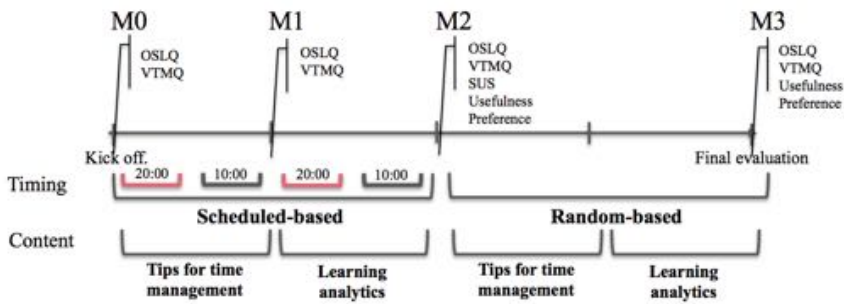 M0
M1
M2
M3
OSLQ
VTMQ
OSLQ
VTMQ
OSLQ
VTMQ
SUS
Usefulness
Preference
OSLQ
VTMQ
Usefulness
Preference
Kick off.
Final evaluation
Timing
20:00
10:00
20:00
10:00
Scheduled-based
Random-based
Content
Tips for time
management
Learning
analytics
Tips for time
management
Learning
analytics